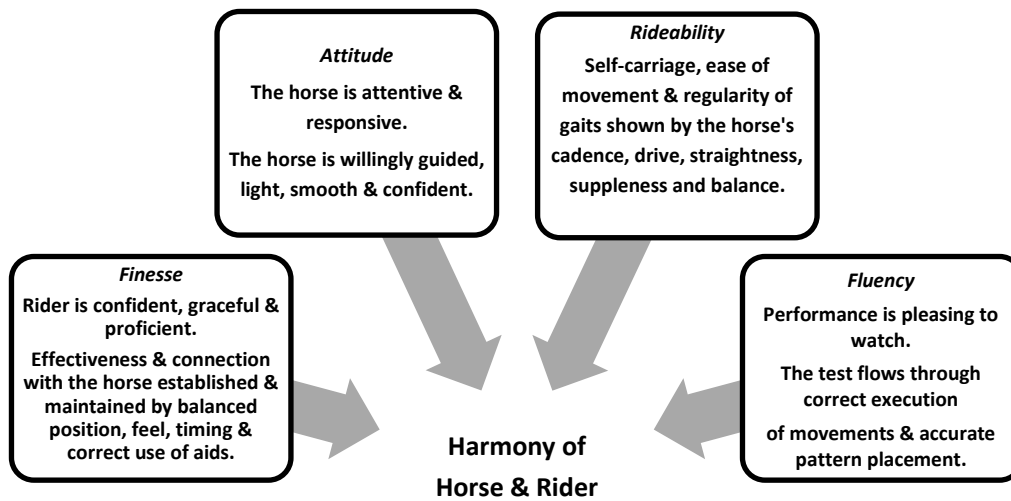 Attitude
The horse is attentive &
responsive.
The horse is willingly guided,
light, smooth & confident.
Rideability
Self-carriage, ease of
movement & regularity of
gaits shown by the horse's
cadence, drive, straightness,
suppleness and balance.
Finesse
Rider is confident, graceful &
proficient.
Effectiveness & connection
with the horse established &
maintained by balanced
position, feel, timing &
correct use of aids.
Fluency
Performance is pleasing to
watch.
The test flows through
correct execution
of movements & accurate
pattern placement.
Harmony of
Horse & Rider